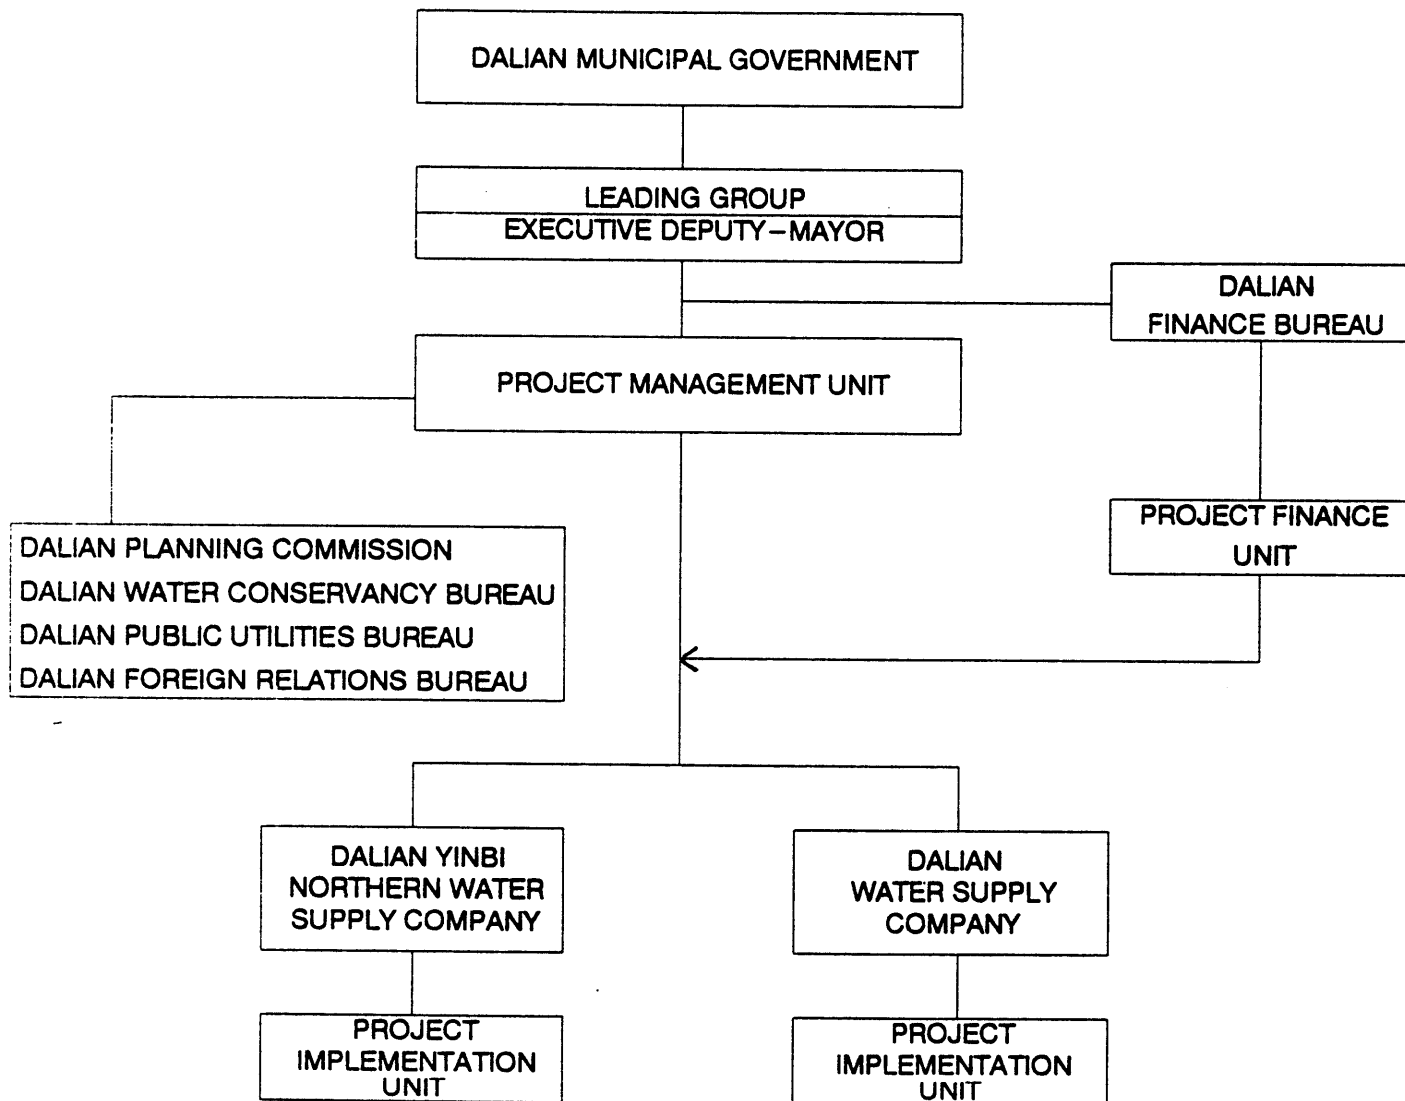 DALIAN MUNICIPAL GOVERNMENT
LEADING GROUP
EXECUTIVE DEPUTY-MAYOR
DALIAN
FINANCE BUREAU
PROJECT MANAGEMENT UNIT
PROJECT FINANCE
UNIT
DALIAN PLANNING COMMISSION
DALIAN WATER CONSERVANCY BUREAU
DALIAN PUBLIC UTILITIES BUREAU
DALIAN FOREIGN RELATIONS BUREAU
DALIAN YINBI
NORTHERN WATER
SUPPLY COMPANY
DALIAN
WATER SUPPLY
COMPANY
PROJECT
IMPLEMENTATION
UNIT
PROJECT
IMPLEMENTATION
UNIT